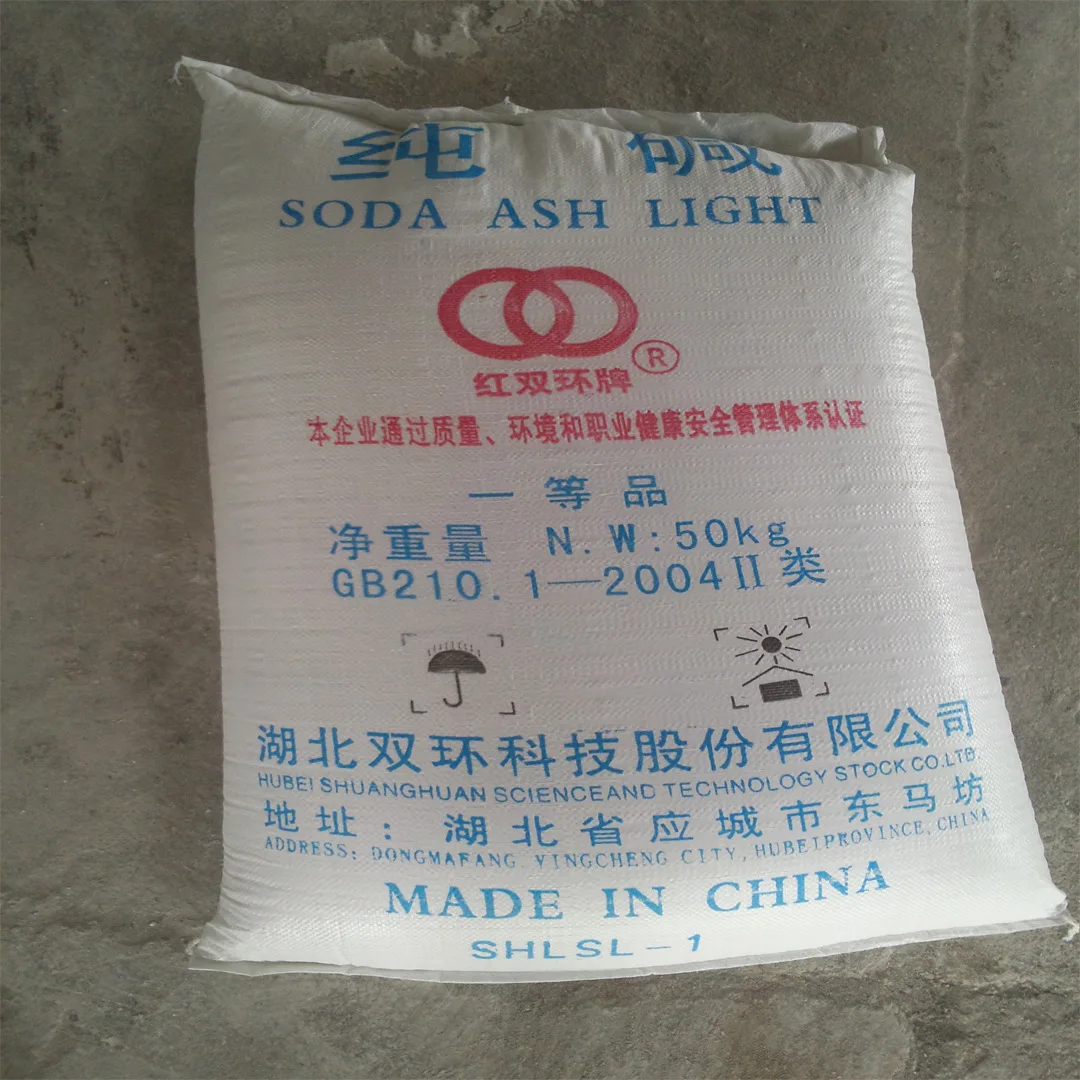 纯 碱
SODA ASH LIGHT
®
红双环牌
本企业通过质量、环境和职业健康安全管理体系认证
一等品
净重量 N.W:50kg
GB210.1—2004Ⅱ类
湖北双环科技股份有限公司
HUBEI SHUANGHUAN SCIENCEAND TECHNOLOGY STOCK CO.LTD.
地址：湖北省应城市东马坊
ADDRESS: DONGMAFANG YINGCHENG CITY, HUBEIPROVINCE, CHINA
MADE IN CHINA
SHLSL-1